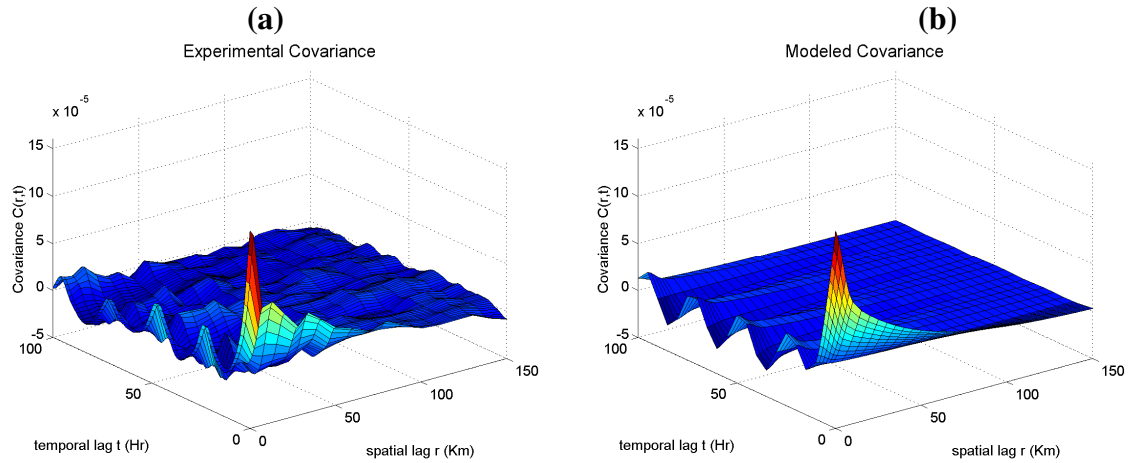 (a)
Experimental Covariance
x 10 -5
15
10
5
0
-5
Covariance C(r,t)
100
50
0
temporal lag t (Hr)
0
50
100
150
spatial lag r (Km)
(b)
Modeled Covariance
x 10 -5
15
10
5
0
-5
Covariance C(r,t)
100
50
0
temporal lag t (Hr)
0
50
100
150
spatial lag r (Km)